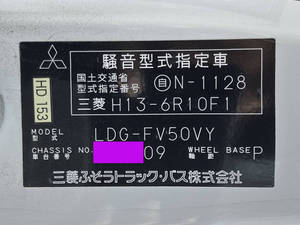 騒音型式指定車
国土交通省
型式指定番号 自N-1128
三菱 H13-6R10F1
HD 153
MODEL
型式 LDG-FV50VY
CHASSIS NO. 09 WHEEL BASE P
車台番号 軸距
三菱ふそうトラック・バス株式会社